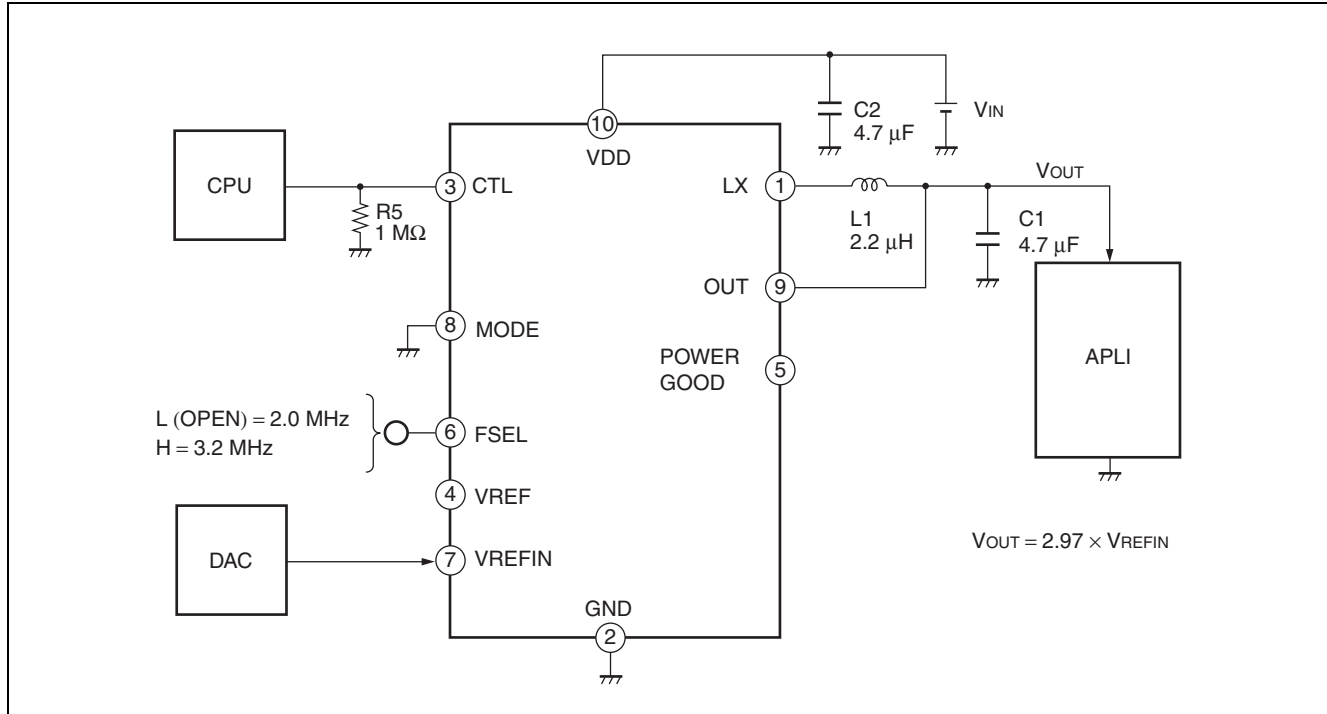 10
VDD
C2
4.7 μF
VIN
CPU
3
CTL
R5
1 MΩ
LX
1
L1
2.2 μH
VOUT
C1
4.7 μF
OUT
9
8
MODE
POWER
GOOD
5
APLI
L (OPEN) = 2.0 MHz
H = 3.2 MHz
6
FSEL
4
VREF
DAC
7
VREFIN
VOUT = 2.97 × VREFIN
GND
2